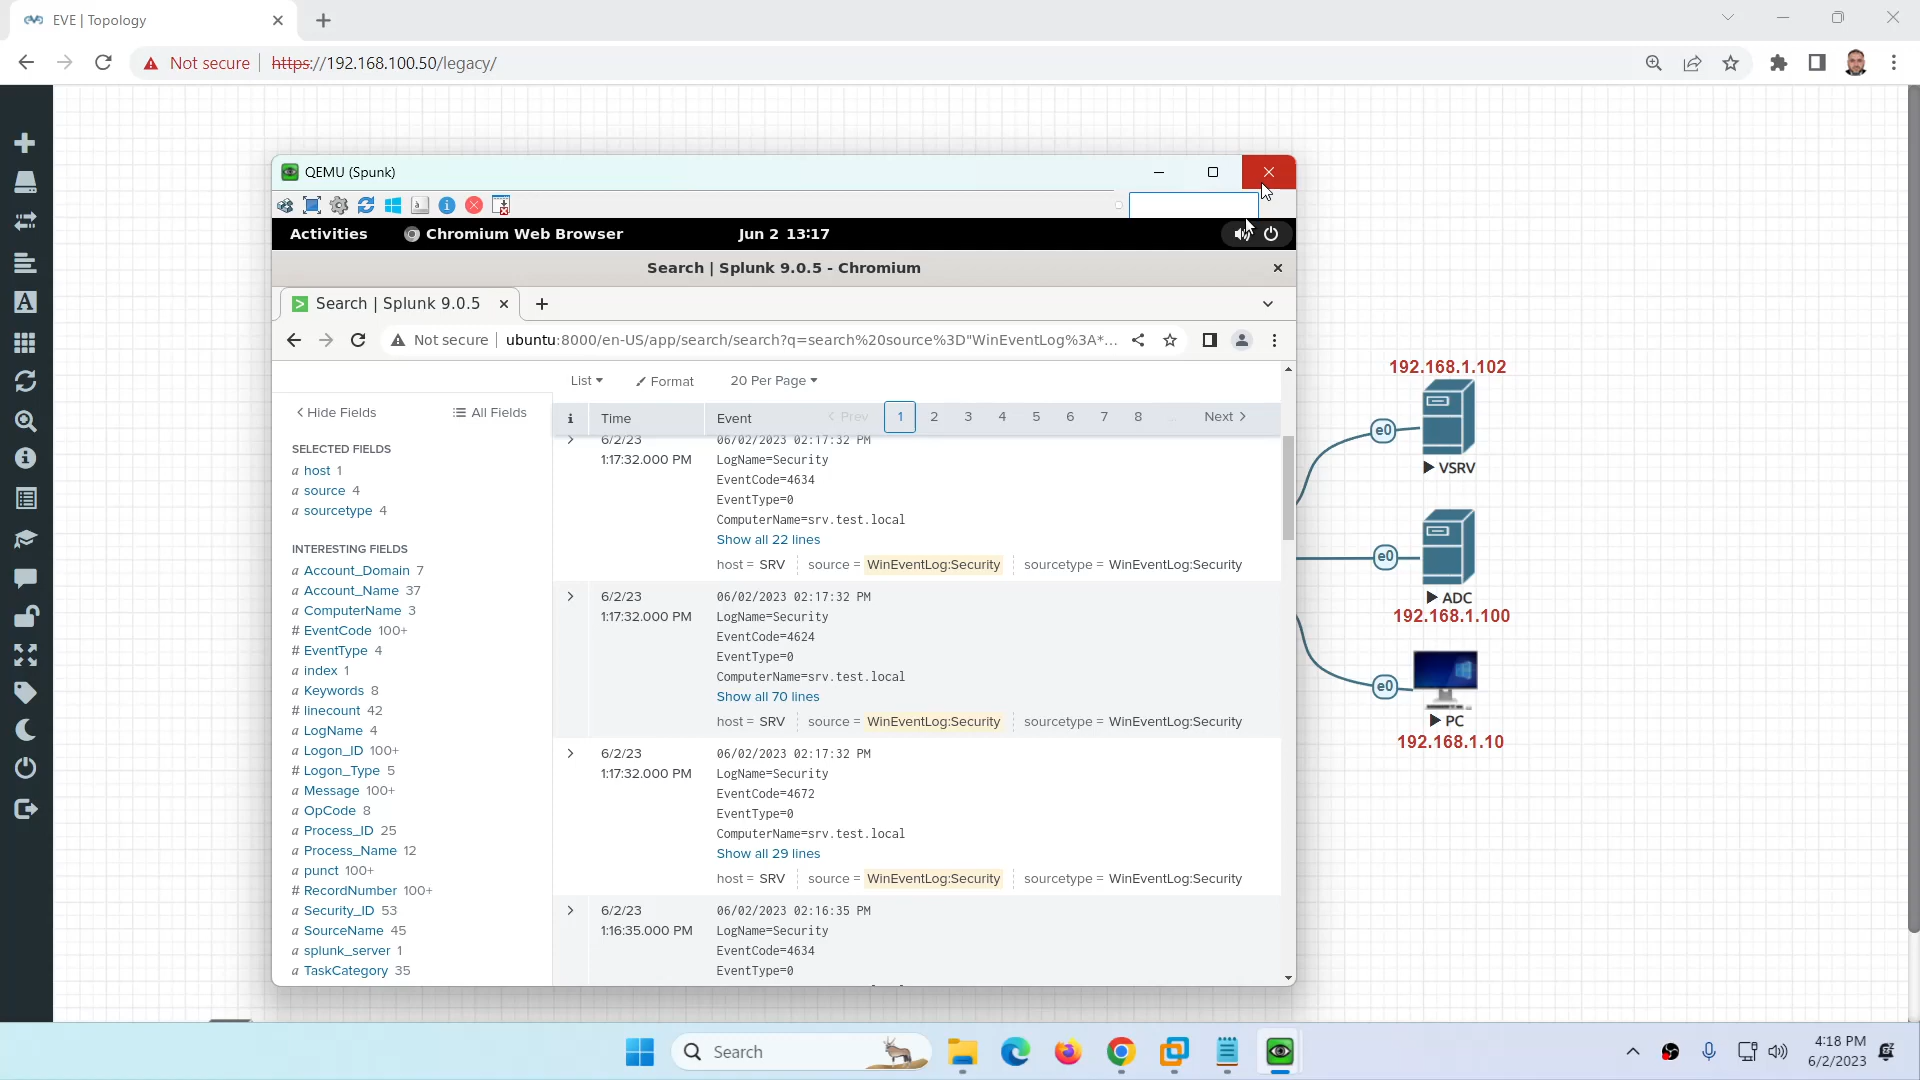 EVE | Topology
Not secure
https://192.168.100.50/legacy/
QEMU (Spunk)
Activities
Chromium Web Browser
Jun 2 13:17
Search | Splunk 9.0.5 - Chromium
Search | Splunk 9.0.5
Not secure
ubuntu:8000/en-US/app/search/search?q=search%20source%3D"WinEventLog%3A*...
List
Format
20 Per Page
Hide Fields
All Fields
i
Time
Event
Prev
1
2
3
4
5
6
7
8
...
Next
SELECTED FIELDS
a host 1
a source 4
a sourcetype 4
INTERESTING FIELDS
a Account_Domain 7
a Account_Name 37
a ComputerName 3
# EventCode 100+
# EventType 4
a index 1
a Keywords 8
# linecount 42
a LogName 4
a Logon_ID 100+
# Logon_Type 5
a Message 100+
a OpCode 8
a Process_ID 25
a Process_Name 12
a punct 100+
# RecordNumber 100+
a Security_ID 53
a SourceName 45
a splunk_server 1
a TaskCategory 35
6/2/23
1:17:32.000 PM
06/02/2023 02:17:32 PM
LogName=Security
EventCode=4634
EventType=0
ComputerName=srv.test.local
Show all 22 lines
host = SRV
source = WinEventLog:Security
sourcetype = WinEventLog:Security
6/2/23
1:17:32.000 PM
06/02/2023 02:17:32 PM
LogName=Security
EventCode=4624
EventType=0
ComputerName=srv.test.local
Show all 70 lines
host = SRV
source = WinEventLog:Security
sourcetype = WinEventLog:Security
6/2/23
1:17:32.000 PM
06/02/2023 02:17:32 PM
LogName=Security
EventCode=4672
EventType=0
ComputerName=srv.test.local
Show all 29 lines
host = SRV
source = WinEventLog:Security
sourcetype = WinEventLog:Security
6/2/23
1:16:35.000 PM
06/02/2023 02:16:35 PM
LogName=Security
EventCode=4634
EventType=0
192.168.1.102
e0
VSRV
e0
ADC
192.168.1.100
e0
PC
192.168.1.10
Search
4:18 PM
6/2/2023